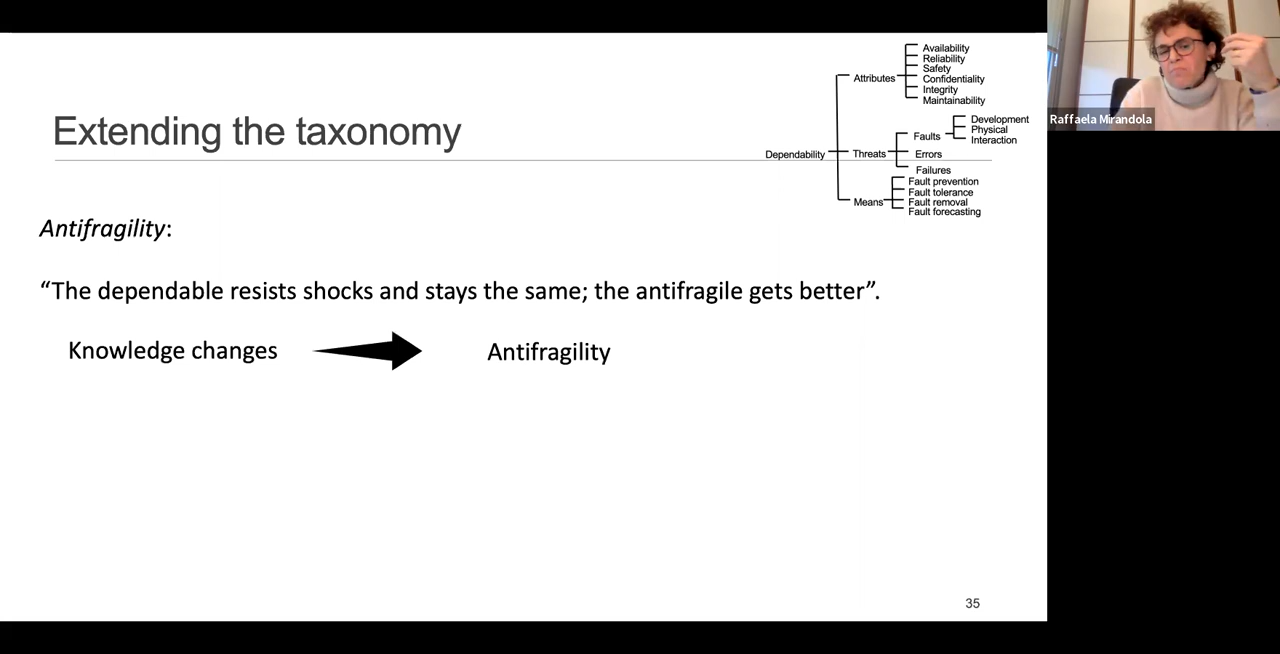 Extending the taxonomy
Dependability
Attributes
Availability
Reliability
Safety
Confidentiality
Integrity
Maintainability
Threats
Faults
Development
Physical
Interaction
Errors
Failures
Means
Fault prevention
Fault tolerance
Fault removal
Fault forecasting
Raffaela Mirandola
Antifragility:
“The dependable resists shocks and stays the same; the antifragile gets better”.
Knowledge changes
Antifragility
35